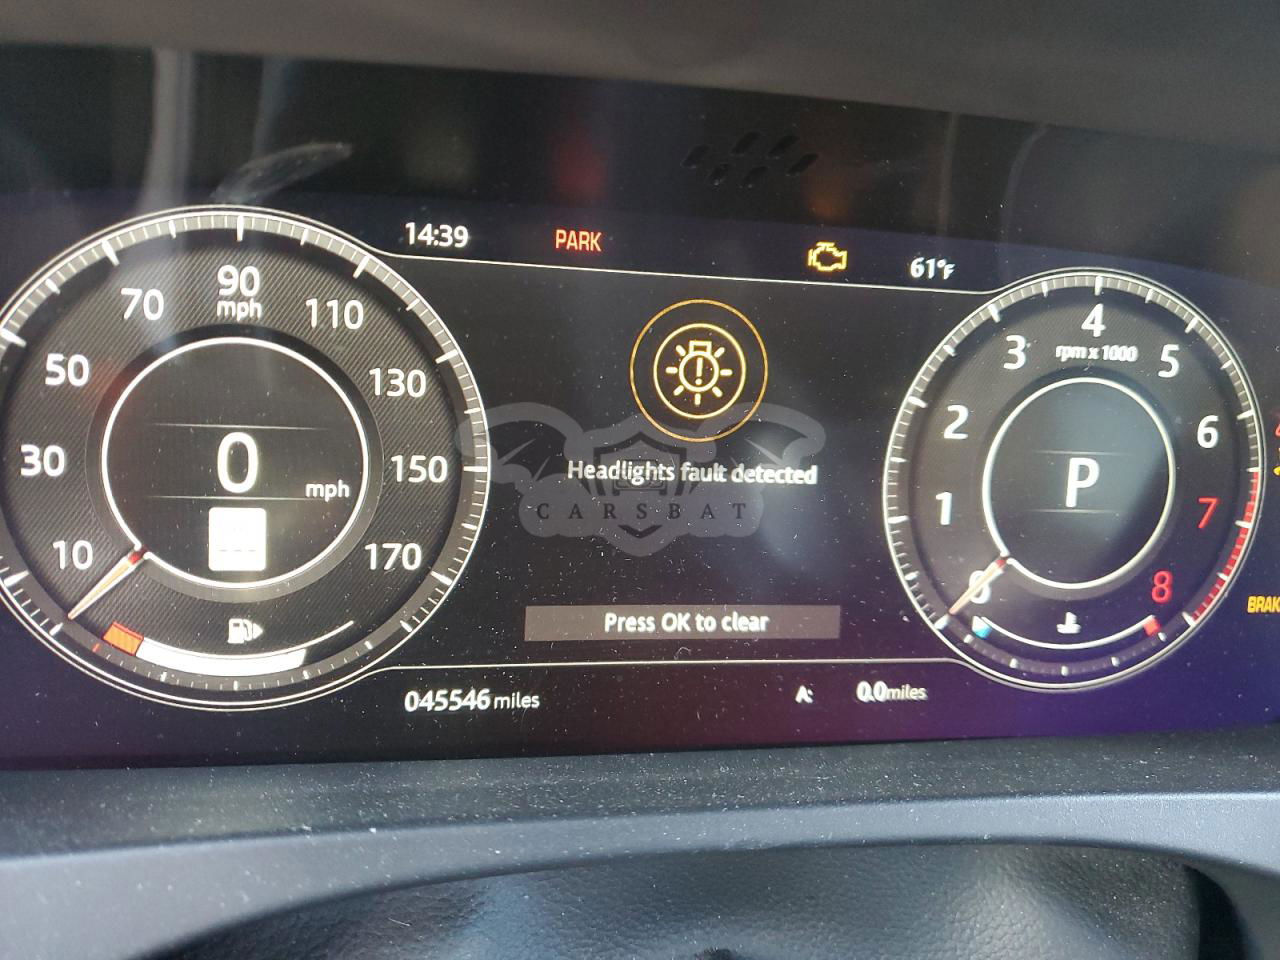 14:39
PARK
61°F
90
mph
70
110
50
130
30
150
10
170
0
mph
Headlights fault detected
CARSBAT
Press OK to clear
045546 miles
A: 0.0 miles
4
rpm x 1000
3
5
2
6
1
7
8
P